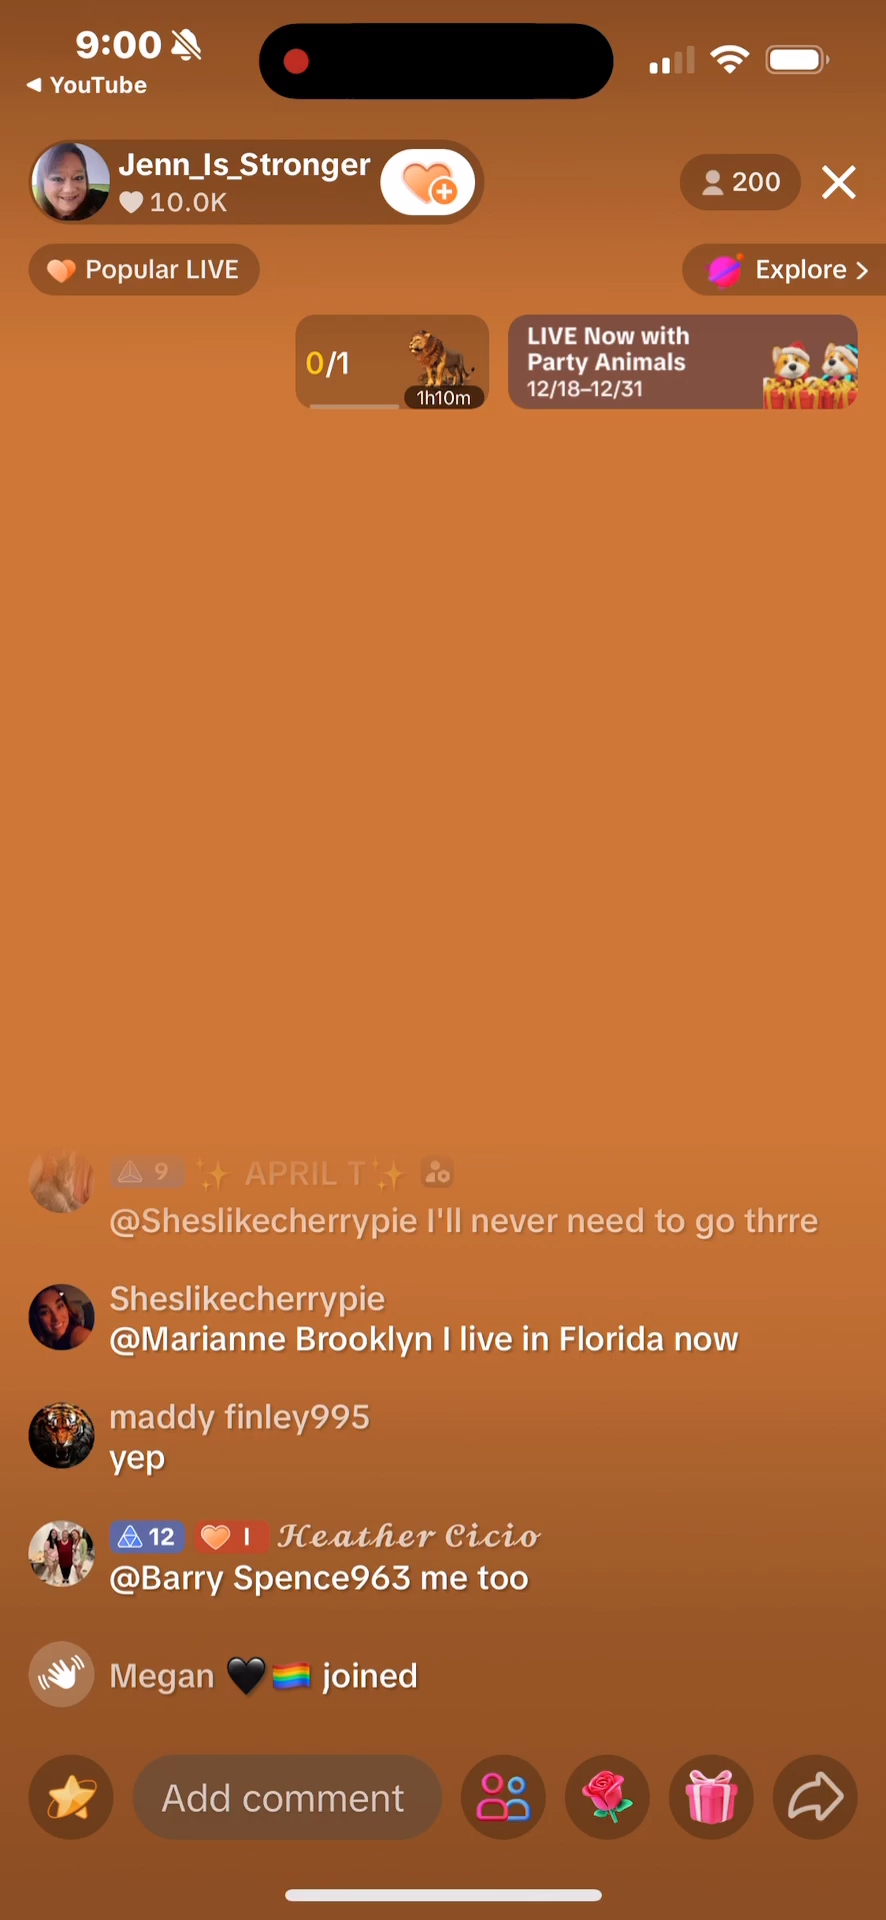 9:00
YouTube
Jenn_Is_Stronger
10.0K
200
Popular LIVE
Explore
0/1
1h10m
LIVE Now with
Party Animals
12/18–12/31
9 ✨ APRIL T✨
@Sheslikecherrypie I'll never need to go thrre
Sheslikecherrypie
@Marianne Brooklyn I live in Florida now
maddy finley995
yep
12 I 𝓗𝓮𝓪𝓽𝓱𝓮𝓻 𝓒𝓲𝓬𝓲𝓸
@Barry Spence963 me too
Megan 🖤🏳️‍🌈 joined
Add comment